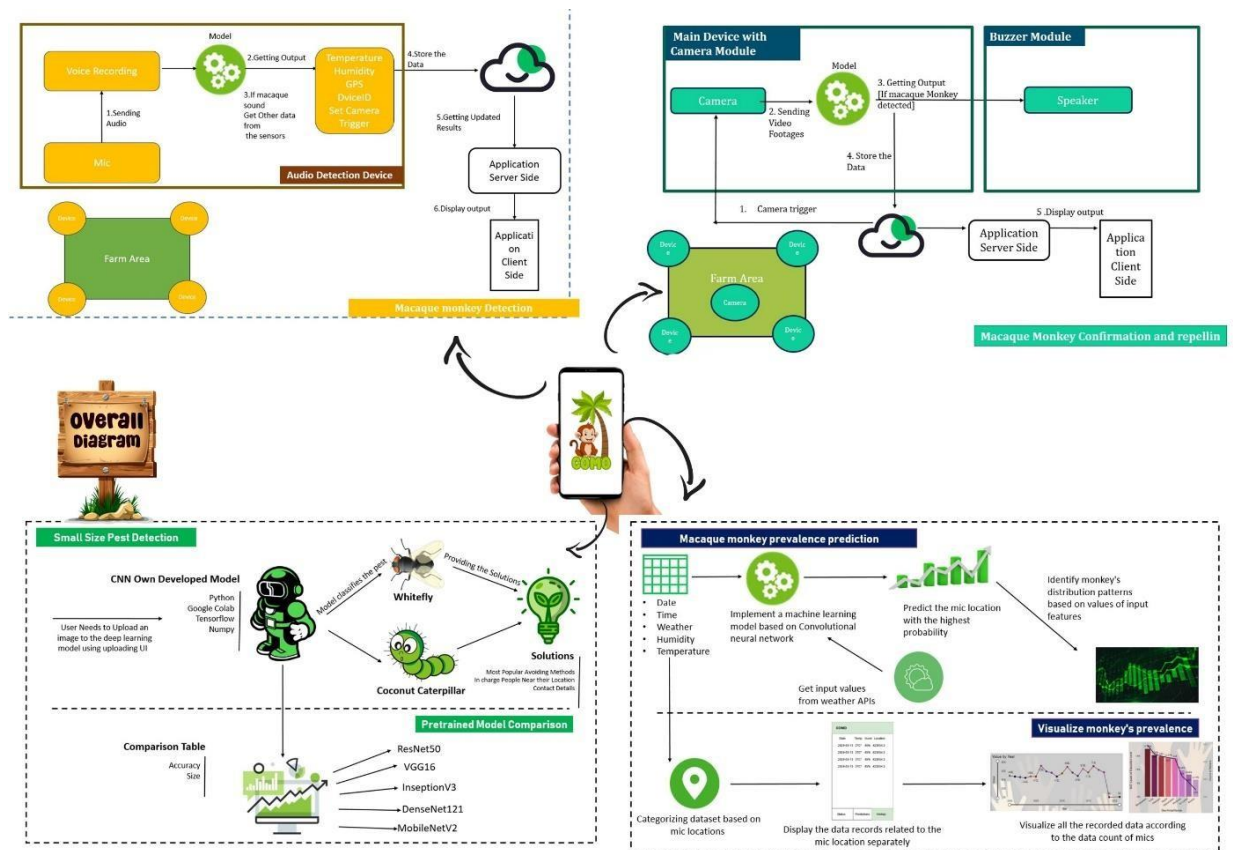 Model
Voice Recording
2.Getting Output
Temperature
Humidity
GPS
DviceID
Set Camera
Trigger
4.Store the
Data
3.If macaque
sound
Get Other data
from
the sensors
1.Sending
Audio
Mic
Audio Detection Device
5.Getting Updated
Results
Application
Server Side
6.Display output
Applicati
on
Client
Side
Device
Device
Farm Area
Device
Device
Macaque monkey Detection
Main Device with
Camera Module
Buzzer Module
Model
Camera
2. Sending
Video
Footages
3. Getting Output
[If macaque Monkey
detected]
Speaker
4. Store the
Data
1. Camera trigger
Application
Server Side
5 .Display output
Applica
tion
Client
Side
Devic
e
Devic
e
Farm Area
Camera
Devic
e
Devic
e
Macaque Monkey Confirmation and repellin
OVerall
DIagram
COMO
Small Size Pest Detection
CNN Own Developed Model
Python
Google Colab
Tensorflow
Numpy
User Needs to Upload an
image to the deep learning
model using uploading UI
Model classifies the pest
Whitefly
Providing the Solutions
Coconut Caterpillar
Solutions
Most Popular Avoiding Methods
In charge People Near their Location
Contact Details
Pretrained Model Comparison
Comparison Table
Accuracy
Size
ResNet50
VGG16
InseptionV3
DenseNet121
MobileNetV2
Macaque monkey prevalence prediction
Date
Time
Weather
Humidity
Temperature
Implement a machine learning
model based on Convolutional
neural network
Predict the mic location
with the highest
probability
Identify monkey's
distribution patterns
based on values of input
features
Get input values
from weather APIs
Visualize monkey's prevalence
Categorizing dataset based on
mic locations
Display the data records related to the
mic location separately
Visualize all the recorded data according
to the data count of mics